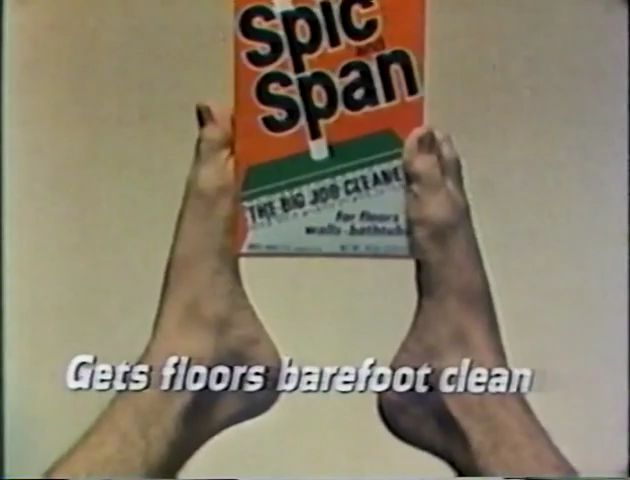 Spic
and
Span
THE BIG JOB CLEANER
for floors
walls-bathtubs
Gets floors barefoot clean